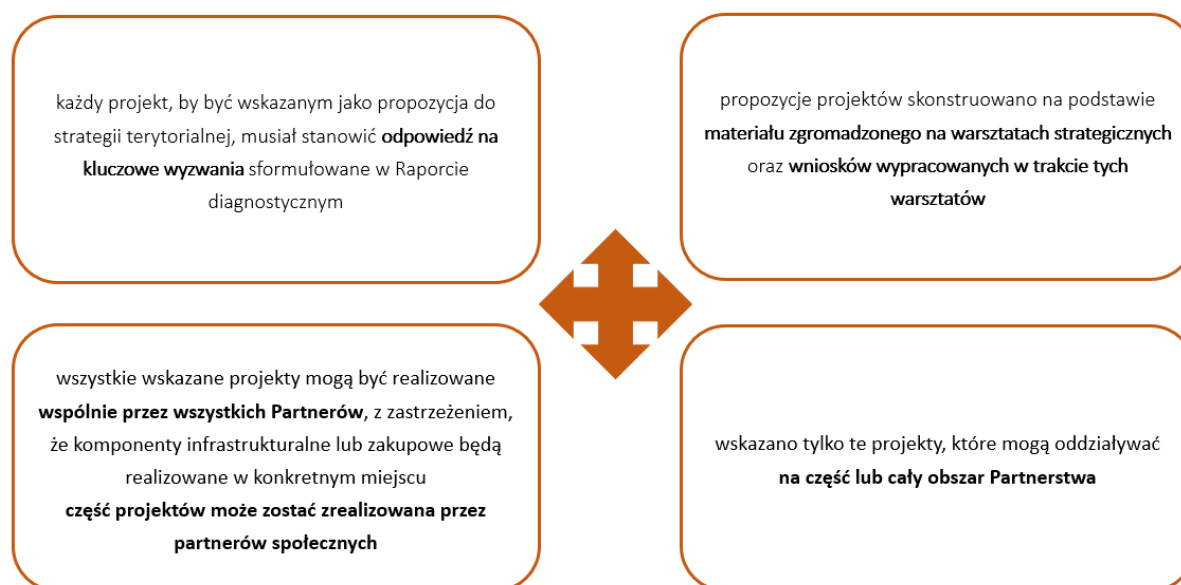 każdy projekt, by być wskazanym jako propozycja do
strategii terytorialnej, musiał stanowić odpowiedź na
kluczowe wyzwania sformułowane w Raporcie
diagnostycznym
propozycje projektów skonstruowano na podstawie
materiału zgromadzonego na warsztatach strategicznych
oraz wniosków wypracowanych w trakcie tych
warsztatów
wszystkie wskazane projekty mogą być realizowane
wspólnie przez wszystkich Partnerów, z zastrzeżeniem,
że komponenty infrastrukturalne lub zakupowe będą
realizowane w konkretnym miejscu
część projektów może zostać zrealizowana przez
partnerów społecznych
wskazano tylko te projekty, które mogą oddziaływać
na część lub cały obszar Partnerstwa